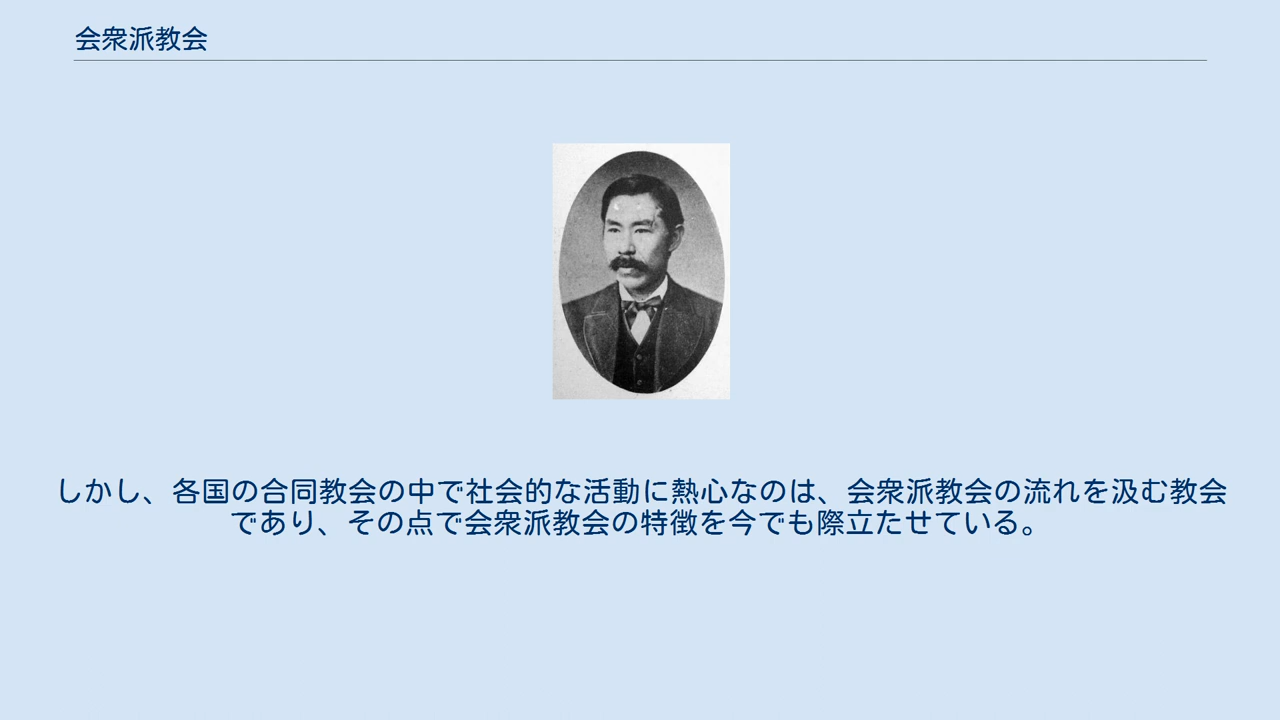 会衆派教会
しかし、各国の合同教会の中で社会的な活動に熱心なのは、会衆派教会の流れを汲む教会
であり、その点で会衆派教会の特徴を今でも際立たせている。